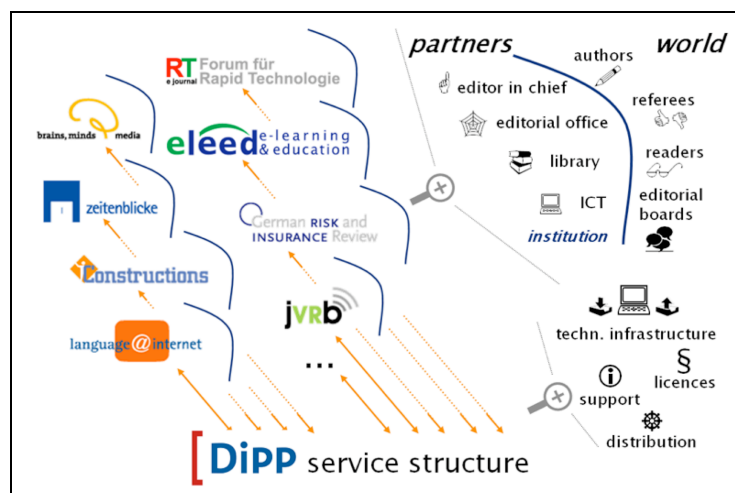 RT Forum für
e journal Rapid Technologie
brains, minds media
eleed e-learning
& education
zeitenblicke
German RISK and
INSURANCE Review
Constructions
jVRb
language@internet
...
[DiPP service structure
partners
world
authors
editor in chief
referees
editorial office
library
readers
ICT
editorial
boards
institution
techn. infrastructure
§
licences
support
distribution